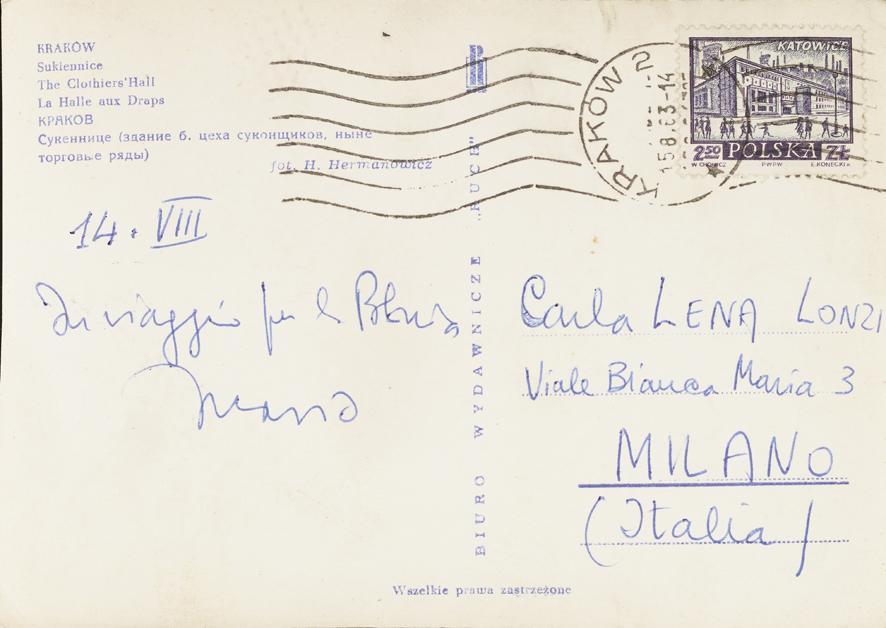 KRAKÓW
Sukiennice
The Clothiers'Hall
La Halle aux Draps
КРАКОВ
Сукеннице (здание б. цеха суконщиков, ныне
торговые ряды)
fot. H. Hermanowicz
14. VIII
In viaggio per la
Mario
BIURO WYDAWNICZE „RUCH"
KRAKÓW 2
15.8.63-14
KATOWICE
2.50 POLSKA ZŁ
PWPW
Carla LENA LONZI
Viale Bianca Maria 3
MILANO
(Italia)
Wszelkie prawa zastrzeżone